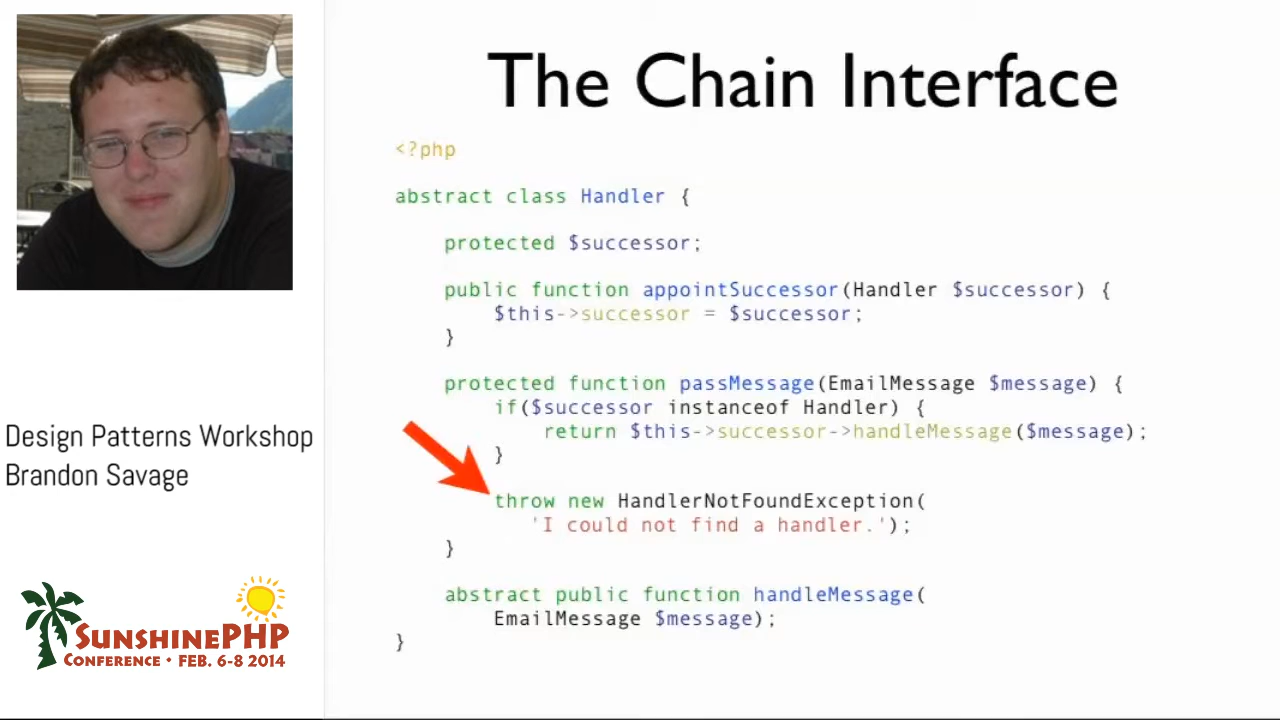 The Chain Interface
<?php
abstract class Handler {
protected $successor;
public function appointSuccessor(Handler $successor) {
$this->successor = $successor;
}
protected function passMessage(EmailMessage $message) {
if($successor instanceof Handler) {
return $this->successor->handleMessage($message);
}
throw new HandlerNotFoundException(
'I could not find a handler.');
}
abstract public function handleMessage(
EmailMessage $message);
}
Design Patterns Workshop
Brandon Savage
SUNSHINEPHP
CONFERENCE • FEB. 6-8 2014